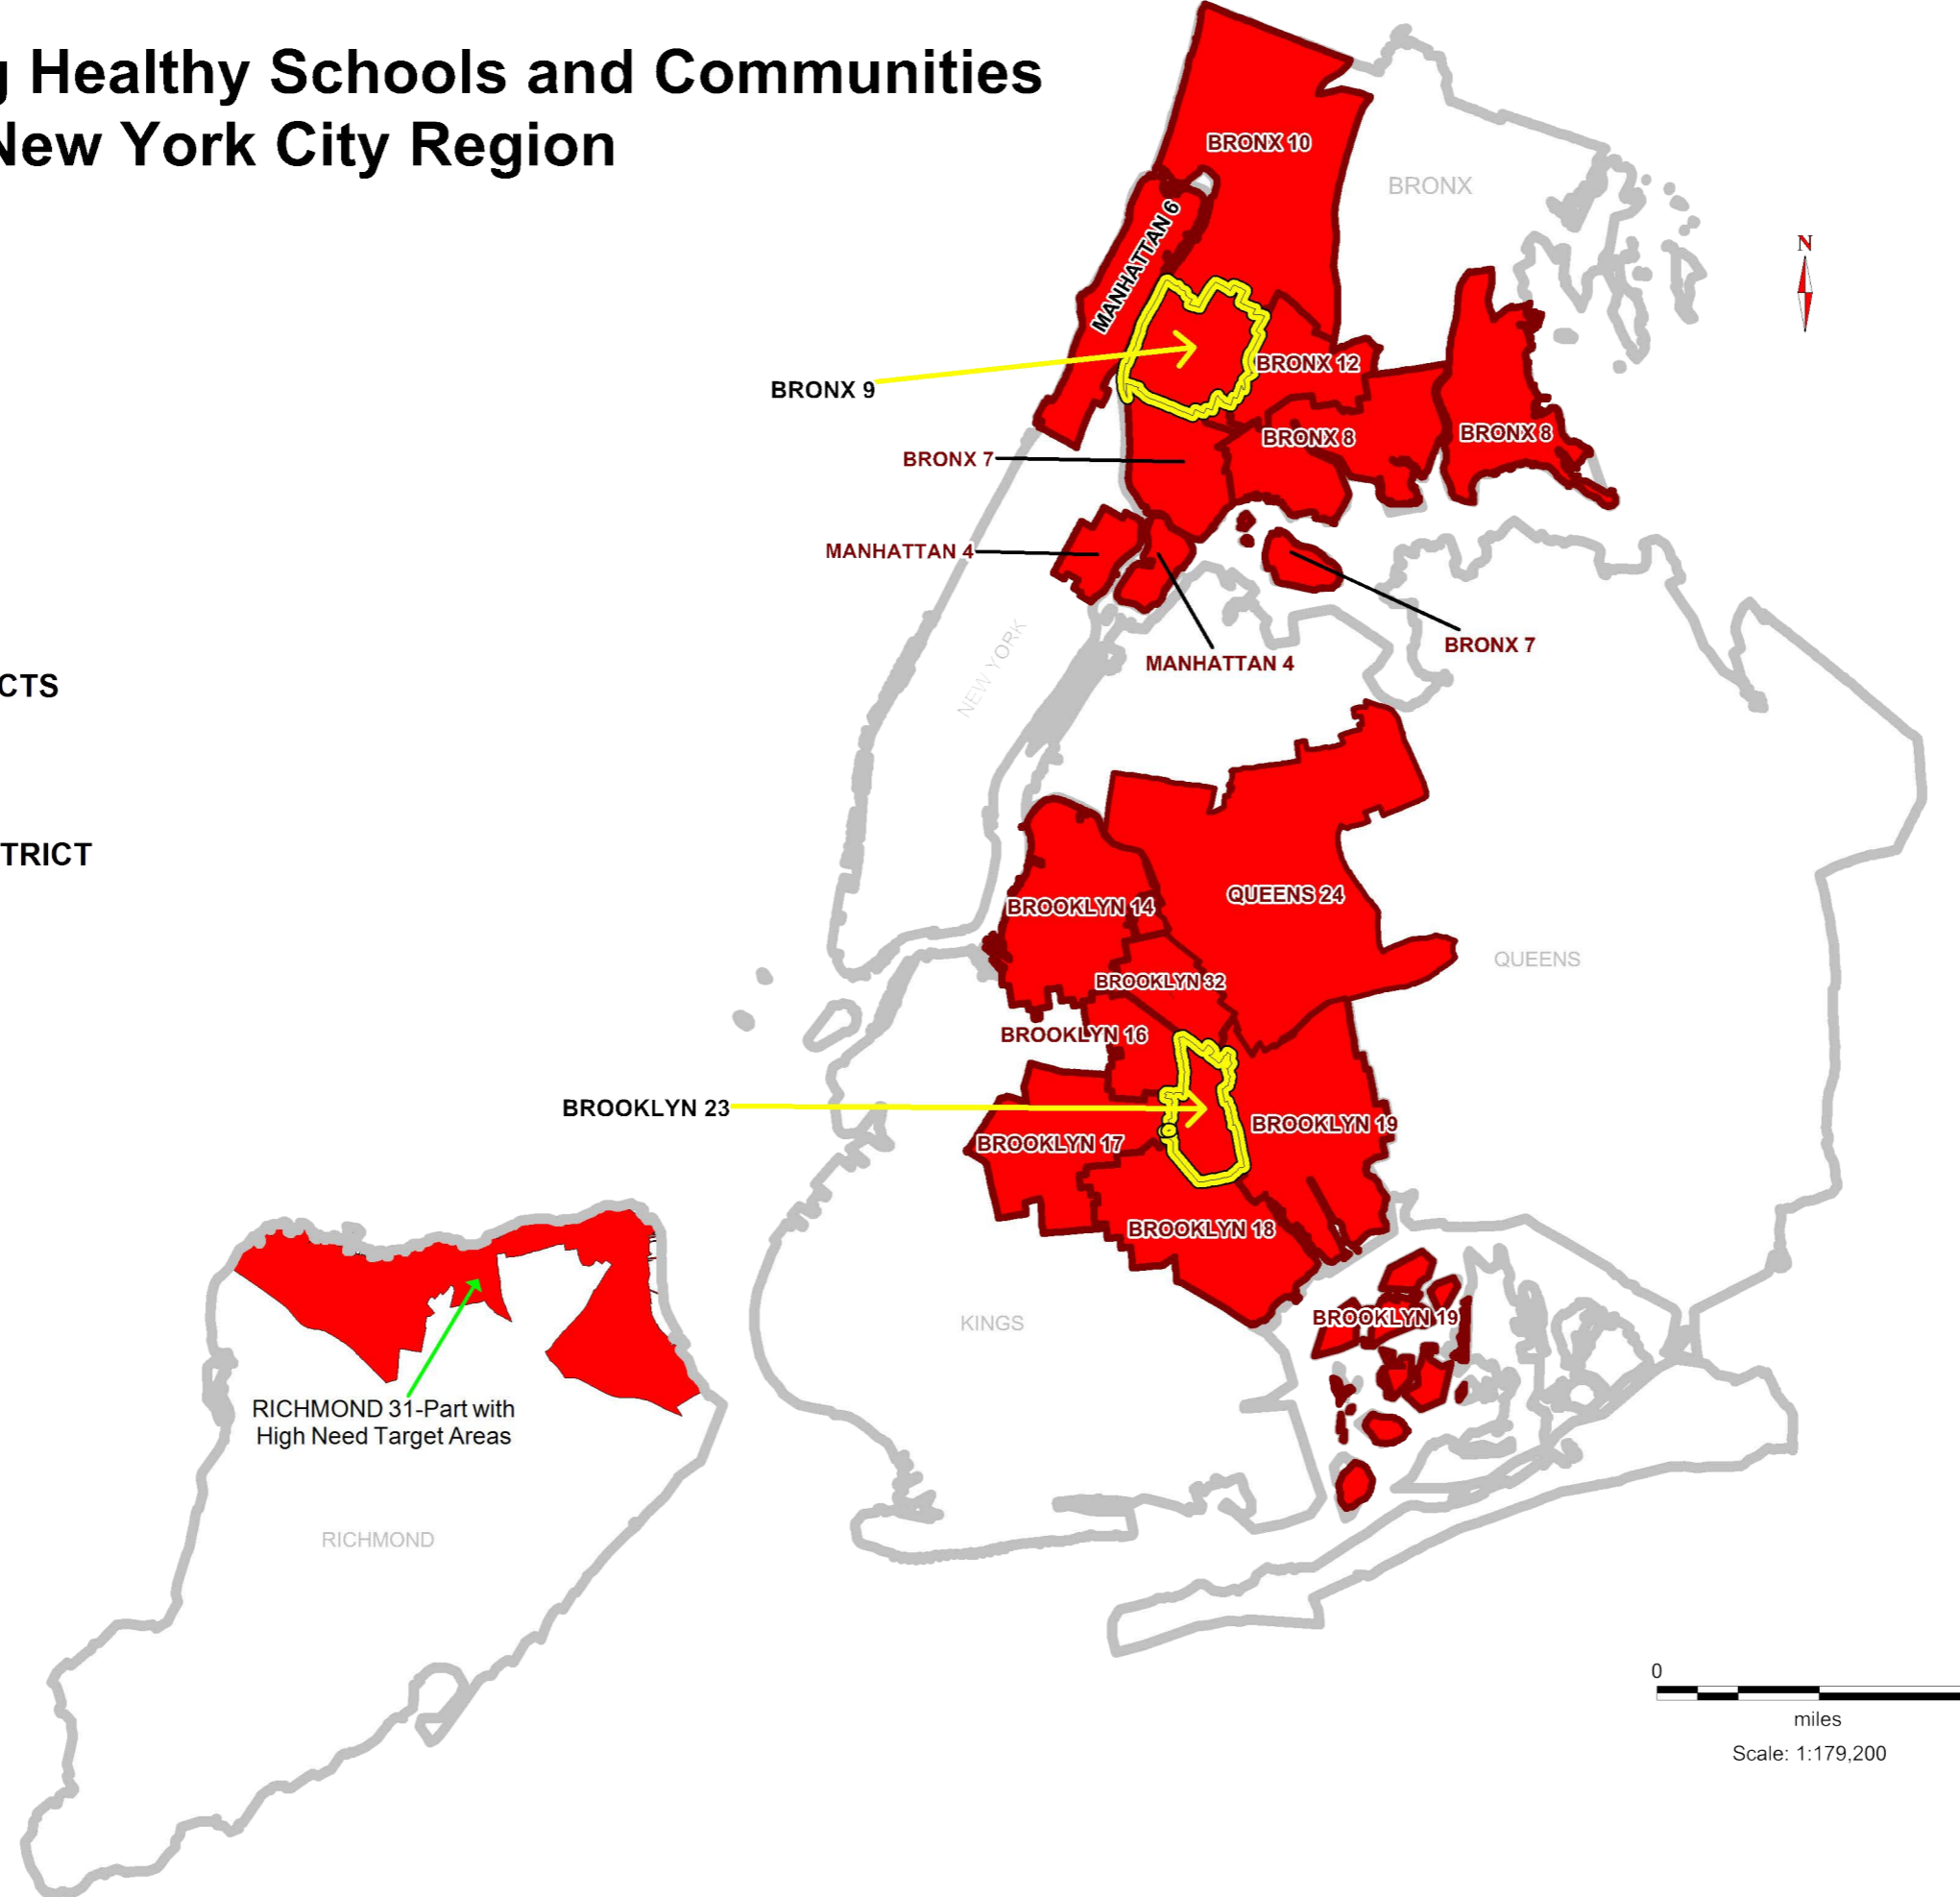 g Healthy Schools and Communities
New York City Region
BRONX 10
BRONX
N
MANHATTAN 6
BRONX 9
BRONX 12
BRONX 8
BRONX 8
BRONX 7
MANHATTAN 4
BRONX 7
MANHATTAN 4
NEW YORK
CTS
TRICT
QUEENS 24
BROOKLYN 14
QUEENS
BROOKLYN 32
BROOKLYN 16
BROOKLYN 23
BROOKLYN 19
BROOKLYN 17
BROOKLYN 18
BROOKLYN 19
KINGS
RICHMOND 31-Part with
High Need Target Areas
RICHMOND
0
miles
Scale: 1:179,200